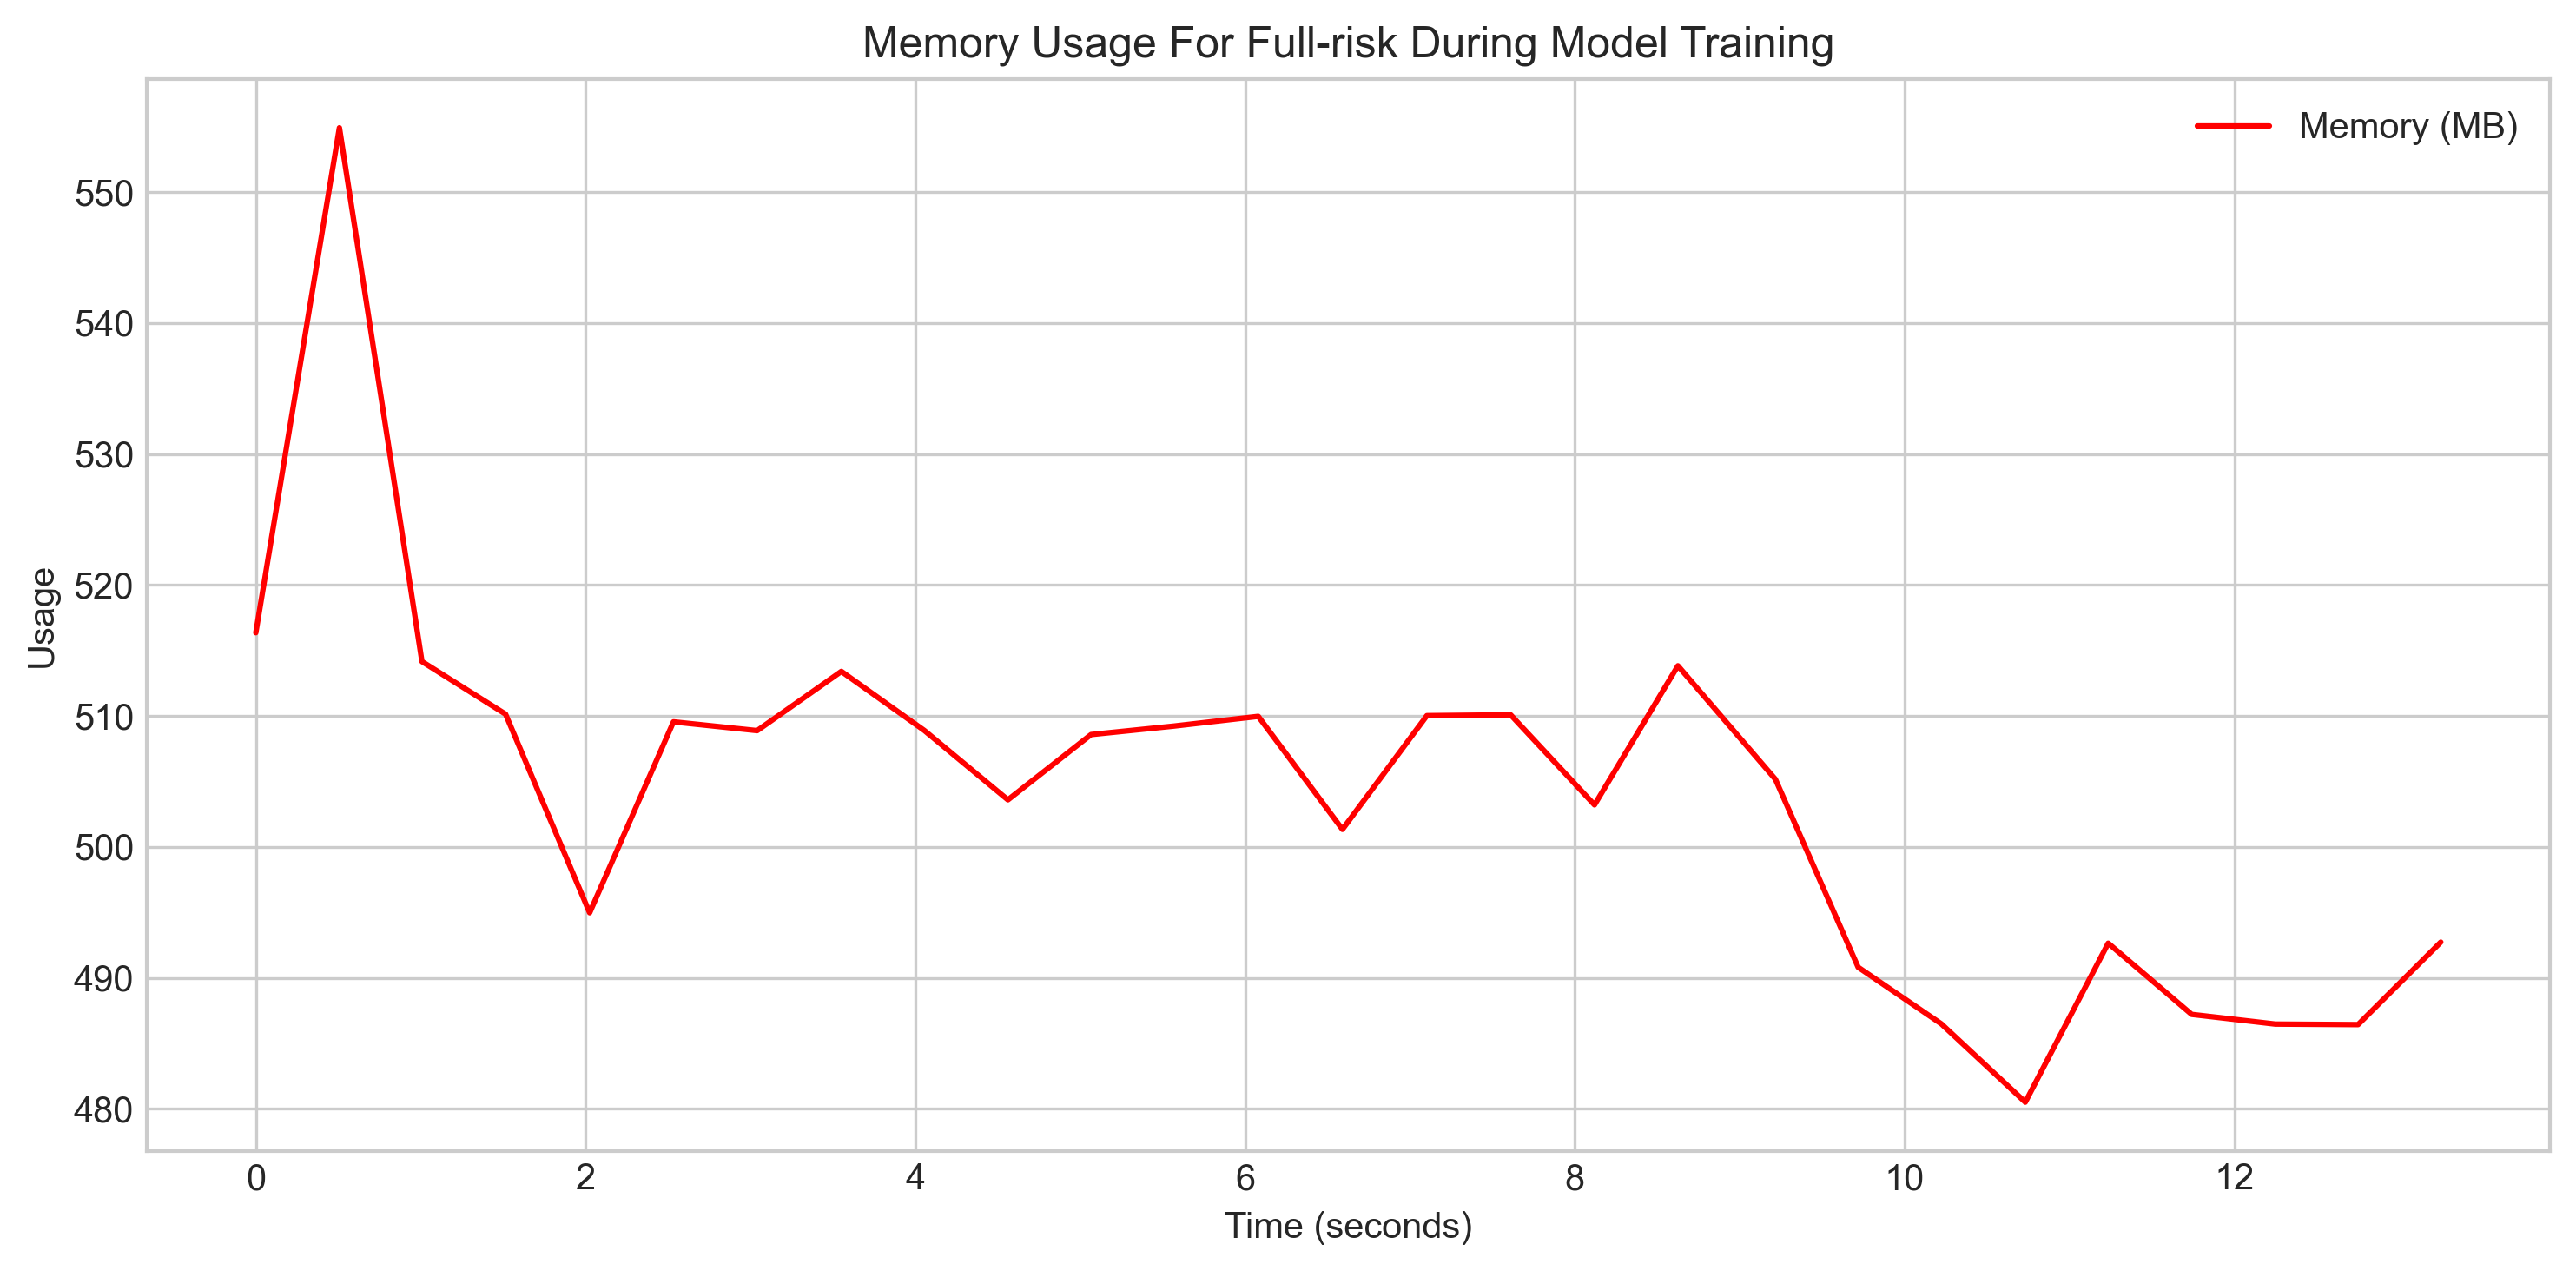 Memory Usage For Full-risk During Model Training
Memory (MB)
Usage
550
540
530
520
510
500
490
480
0 2 4 6 8 10 12
Time (seconds)